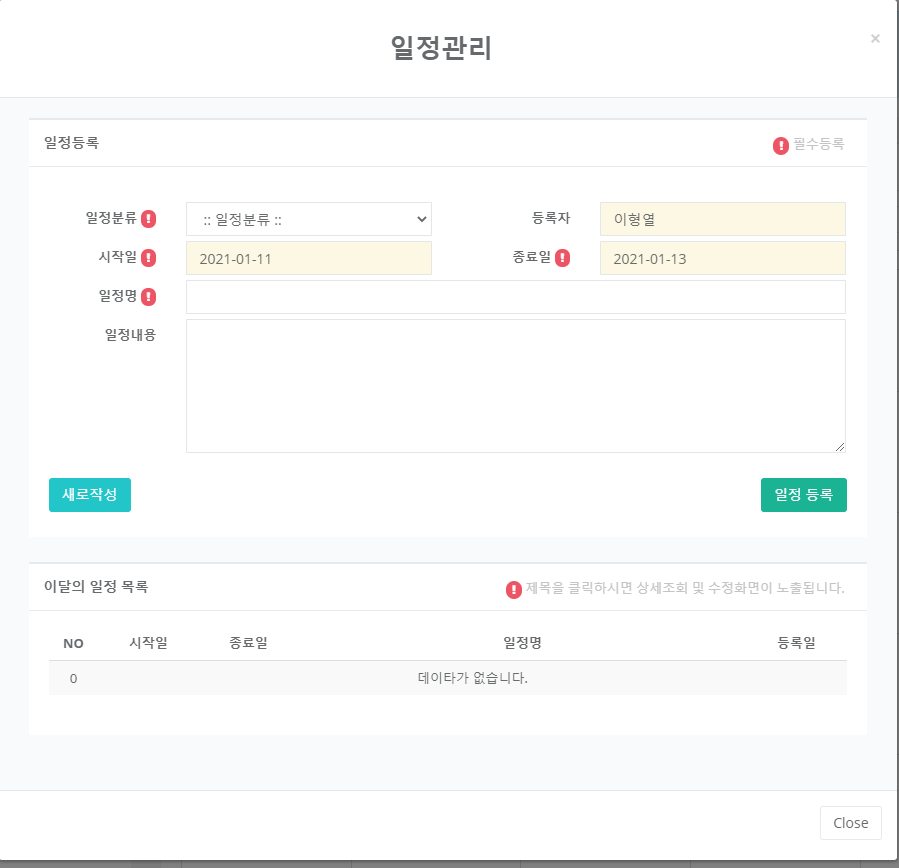 일정관리
×
일정등록
! 필수등록
일정분류 ! :: 일정분류 :: 등록자 이형열
시작일 ! 2021-01-11 종료일 ! 2021-01-13
일정명 !
일정내용
새로작성 일정 등록
이달의 일정 목록
! 제목을 클릭하시면 상세조회 및 수정화면이 노출됩니다.
NO 시작일 종료일 일정명 등록일
0 데이타가 없습니다.
Close